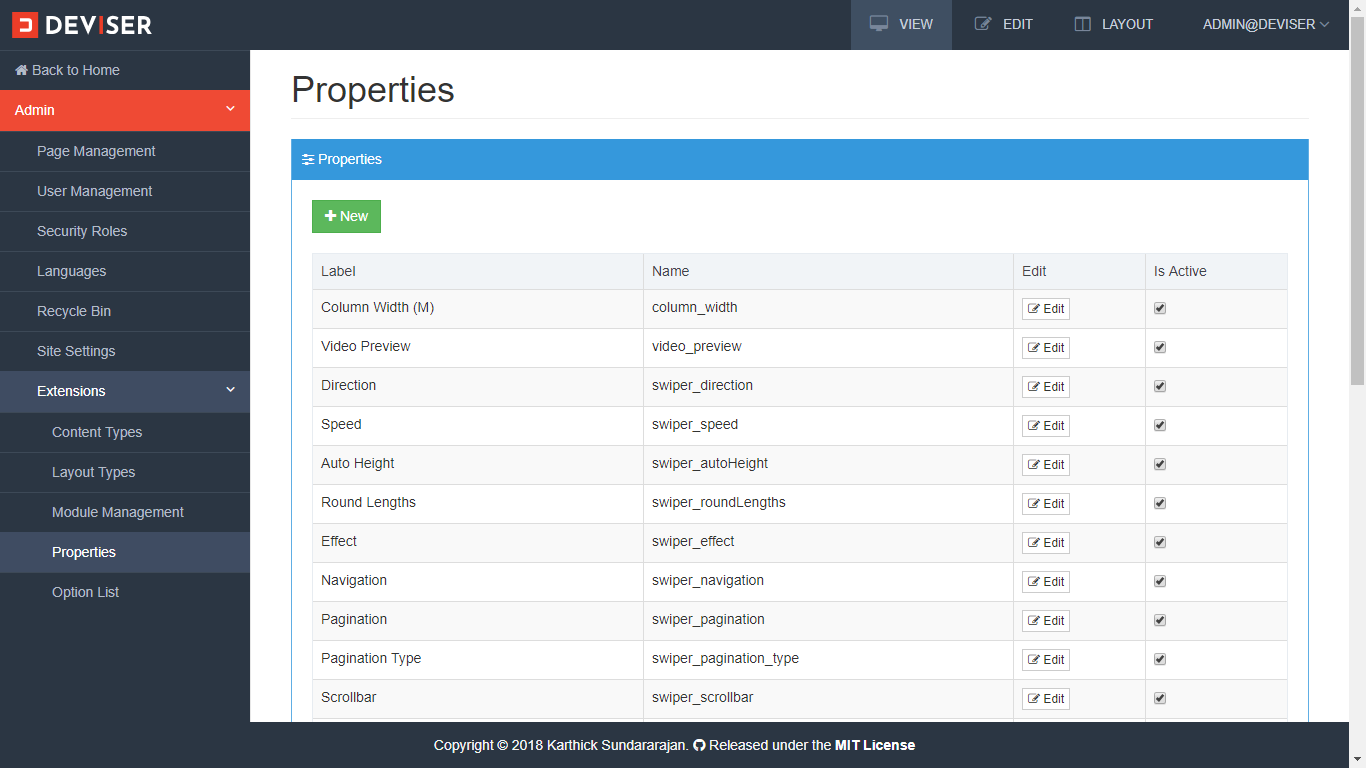 DEVISER
VIEW
EDIT
LAYOUT
ADMIN@DEVISER
Back to Home
Admin
Page Management
User Management
Security Roles
Languages
Recycle Bin
Site Settings
Extensions
Content Types
Layout Types
Module Management
Properties
Option List
Properties
Properties
New
Label Name Edit Is Active
Column Width (M) column_width Edit
Video Preview video_preview Edit
Direction swiper_direction Edit
Speed swiper_speed Edit
Auto Height swiper_autoHeight Edit
Round Lengths swiper_roundLengths Edit
Effect swiper_effect Edit
Navigation swiper_navigation Edit
Pagination swiper_pagination Edit
Pagination Type swiper_pagination_type Edit
Scrollbar swiper_scrollbar Edit
Copyright © 2018 Karthick Sundararajan. Released under the MIT License